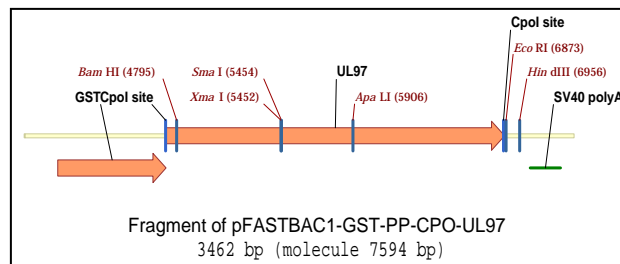 CpoI site
Eco RI (6873)
Bam HI (4795)
Sma I (5454)
UL97
Hin dIII (6956)
GSTCpoI site
Xma I (5452)
Apa LI (5906)
SV40 polyA
Fragment of pFASTBAC1-GST-PP-CPO-UL97
3462 bp (molecule 7594 bp)